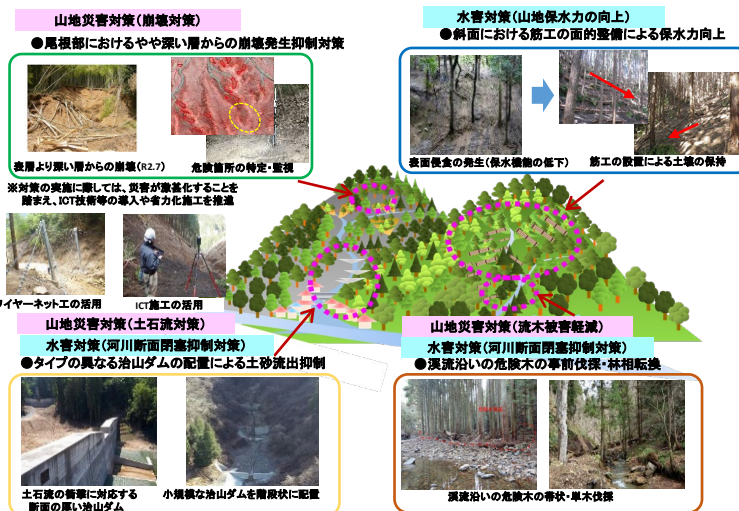 山地災害対策(崩壊対策)
●尾根部におけるやや深い層からの崩壊発生抑制対策
表層より深い層からの崩壊(R2.7)
危険箇所の特定・監視
※対策の実施に際しては、災害が激甚化することを
踏まえ、ICT技術等の導入や省力化施工を推進
ワイヤーネット工の活用
ICT施工の活用
水害対策(山地保水力の向上)
●斜面における筋工の面的整備による保水力向上
表面侵食の発生(保水機能の低下)
筋工の設置による土壌の保持
山地災害対策(土石流対策)
水害対策(河川断面閉塞抑制対策)
●タイプの異なる治山ダムの配置による土砂流出抑制
土石流の衝撃に対応する
断面の厚い治山ダム
小規模な治山ダムを階段状に配置
山地災害対策(流木被害軽減)
水害対策(河川断面閉塞抑制対策)
●渓流沿いの危険木の事前伐採・林相転換
渓流沿いの危険木の帯状・単木伐採